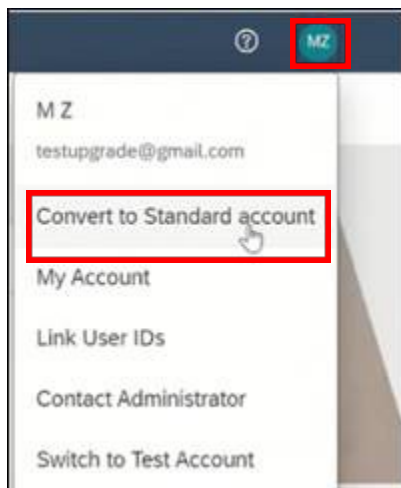 ?
MZ
M Z
testupgrade@gmail.com
Convert to Standard account
My Account
Link User IDs
Contact Administrator
Switch to Test Account